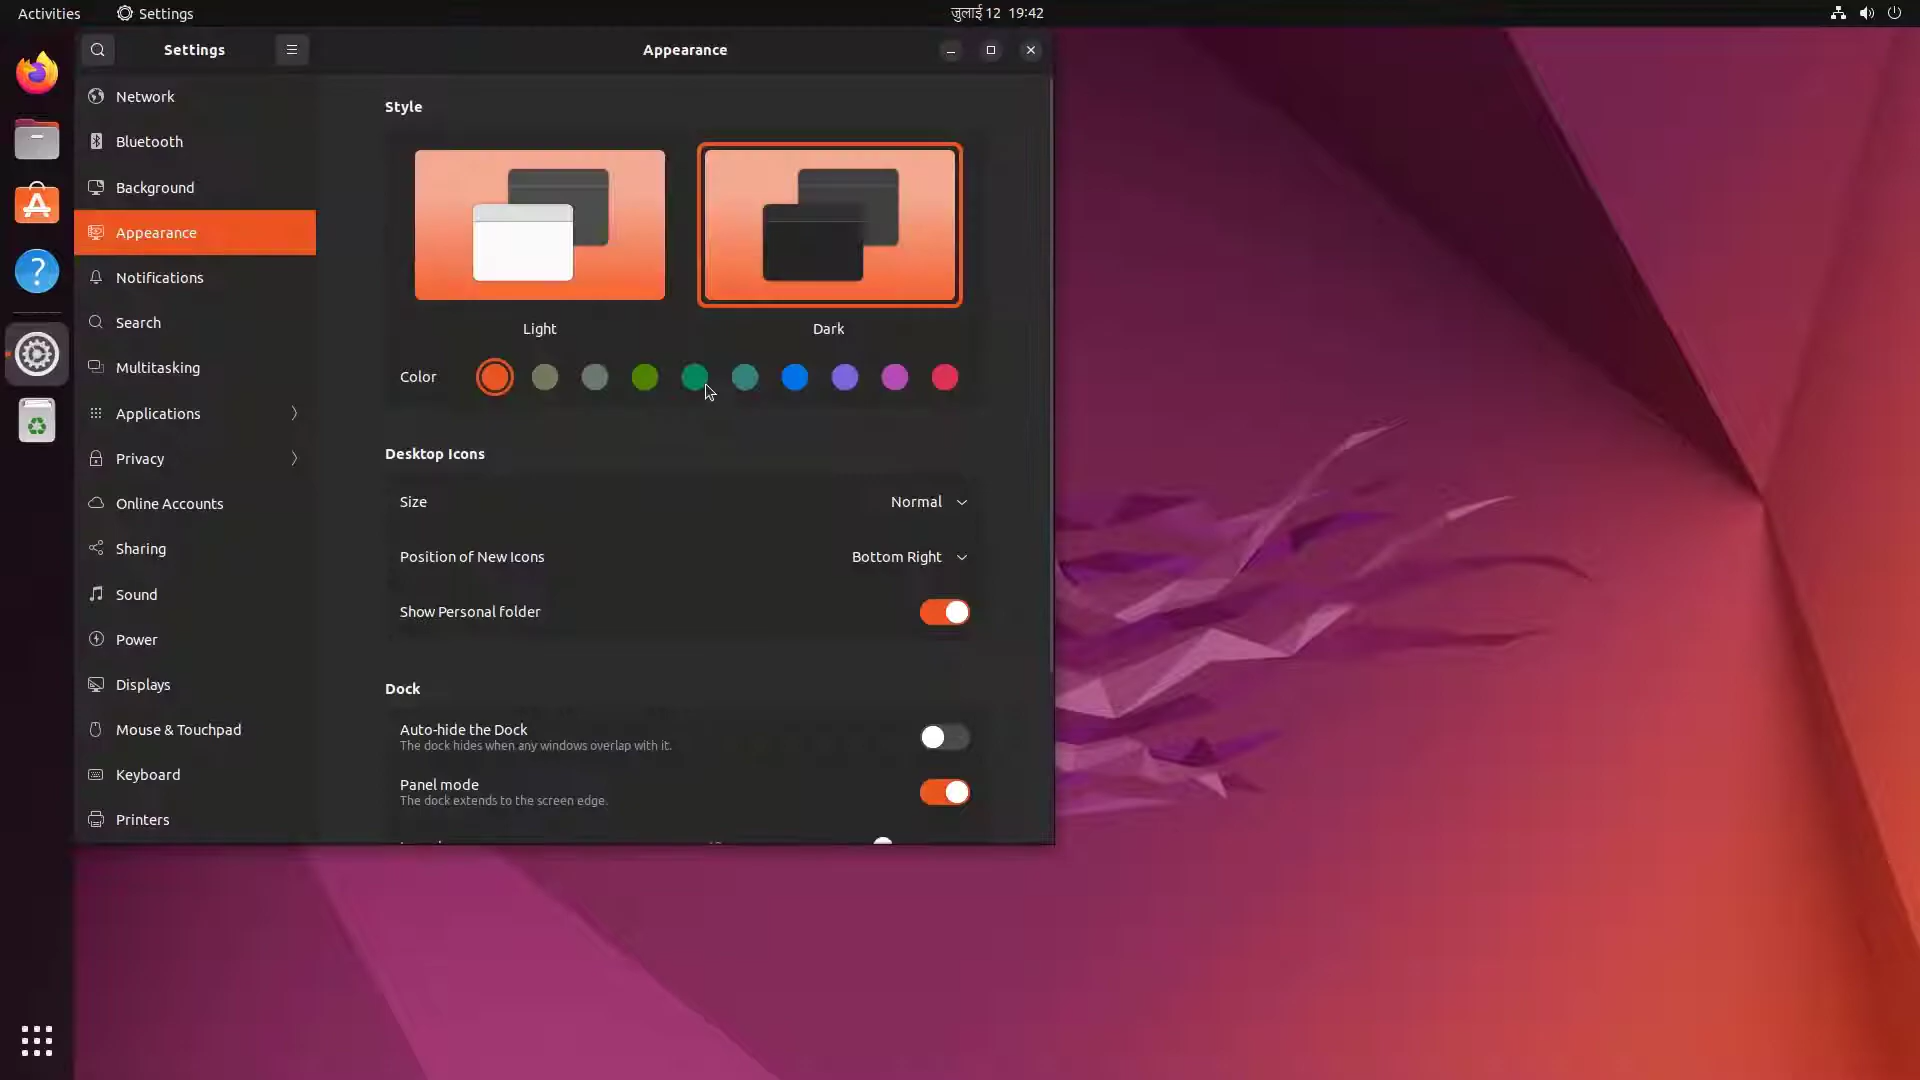 Activities
Settings
जुलाई 12 19:42
Settings
Appearance
Network
Bluetooth
Background
Appearance
Notifications
Search
Multitasking
Applications
Privacy
Online Accounts
Sharing
Sound
Power
Displays
Mouse & Touchpad
Keyboard
Printers
Style
Light
Dark
Color
Desktop Icons
Size
Normal
Position of New Icons
Bottom Right
Show Personal folder
Dock
Auto-hide the Dock
The dock hides when any windows overlap with it.
Panel mode
The dock extends to the screen edge.